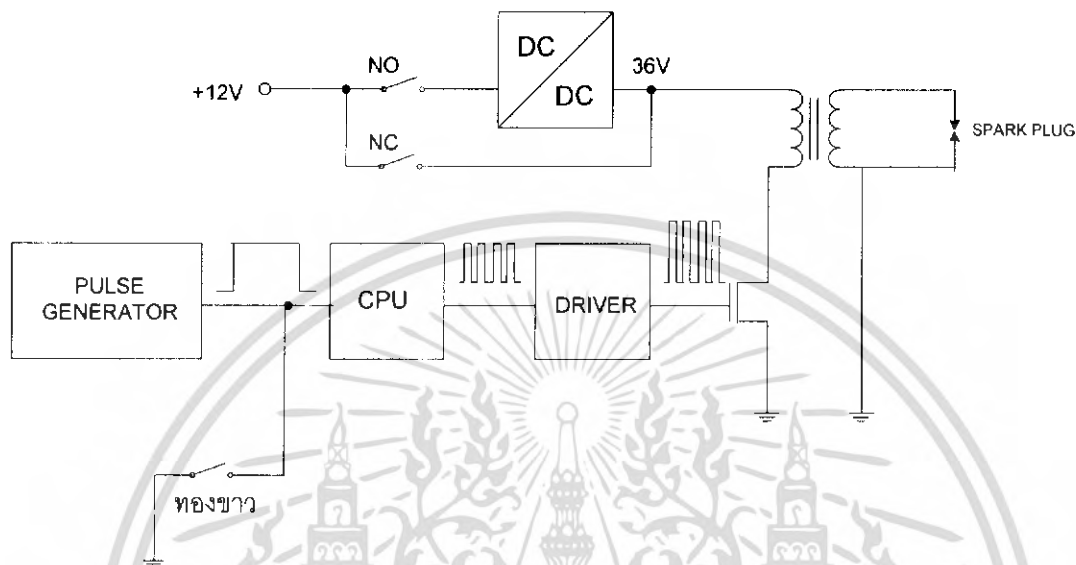 DC
DC
NO
36V
+12V
NC
SPARK PLUG
PULSE
GENERATOR
CPU
DRIVER
ทองขาว